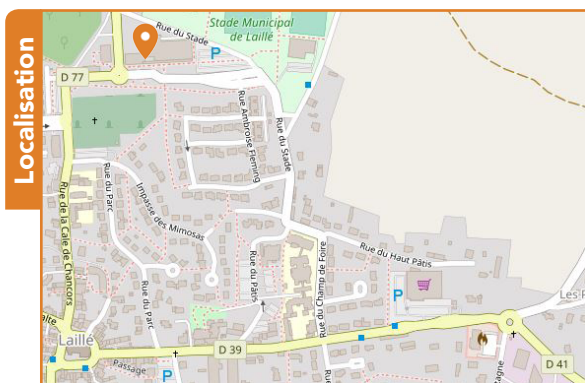 Localisation
Stade Municipal
de Laillé
Rue du Stade
P
D 77
Rue Ambroise Fleming
Rue du Stade
Rue du Parc
Impasse des Mimosas
Rue de la Cale de Chancors
Rue du Champ de Foire
Rue du Haut Pâtis
Rue du Pâtis
P
Rue du Parc
Laillé
D 39
Passage
P
D 41